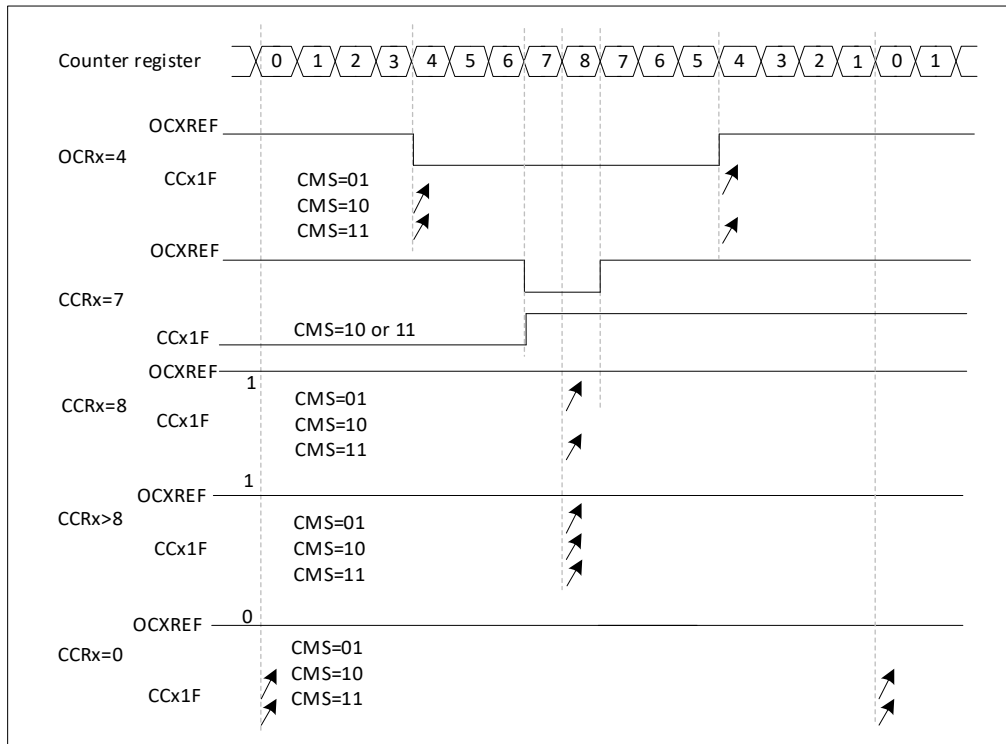 Counter register 0 1 2 3 4 5 6 7 8 7 6 5 4 3 2 1 0 1
OCXREF
OCRx=4
CCx1F
CMS=01
CMS=10
CMS=11
OCXREF
CCRx=7
CCx1F
CMS=10 or 11
OCXREF
1
CCRx=8
CCx1F
CMS=01
CMS=10
CMS=11
1
OCXREF
CCRx>8
CCx1F
CMS=01
CMS=10
CMS=11
0
OCXREF
CCRx=0
CCx1F
CMS=01
CMS=10
CMS=11